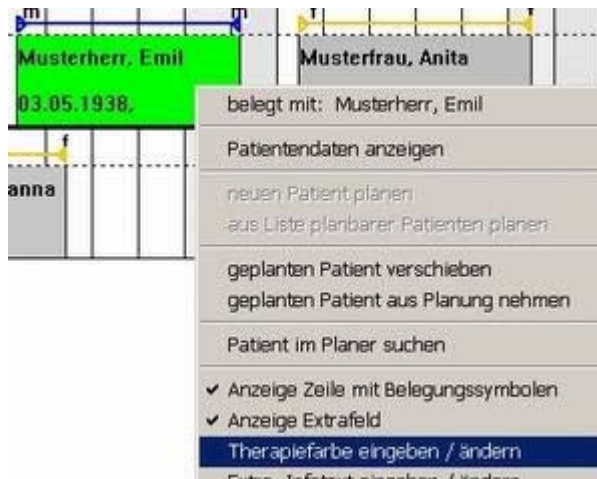 m m f f
Musterherr, Emil Musterfrau, Anita
03.05.1938,
f
anna
belegt mit: Musterherr, Emil
Patientendaten anzeigen
neuen Patient planen
aus Liste planbarer Patienten planen
geplanten Patient verschieben
geplanten Patient aus Planung nehmen
Patient im Planer suchen
Anzeige Zeile mit Belegungssymbolen
Anzeige Extrafeld
Therapiefarbe eingeben / ändern